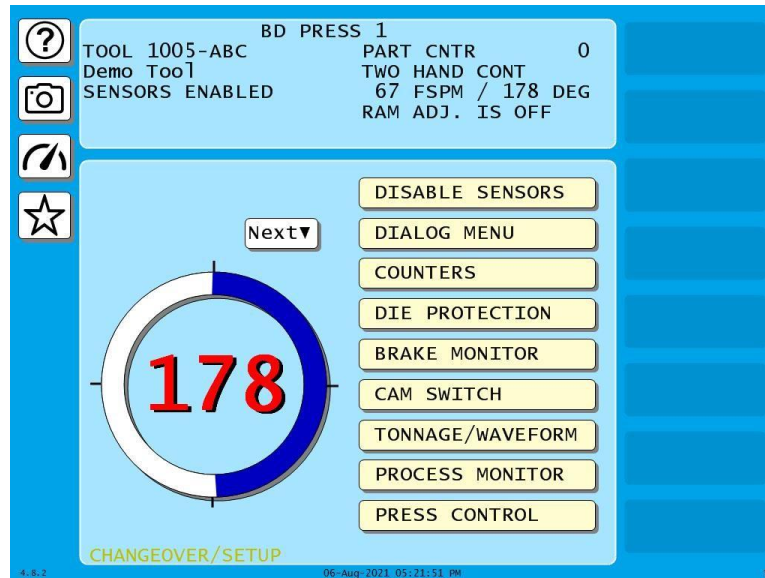 BD PRESS 1
TOOL 1005-ABC PART CNTR 0
Demo Tool TWO HAND CONT
SENSORS ENABLED 67 FSPM / 178 DEG
RAM ADJ. IS OFF
DISABLE SENSORS
Next▼ DIALOG MENU
COUNTERS
DIE PROTECTION
BRAKE MONITOR
178
CAM SWITCH
TONNAGE/WAVEFORM
PROCESS MONITOR
PRESS CONTROL
CHANGEOVER/SETUP
4.8.2 06-Aug-2021 05:21:51 PM